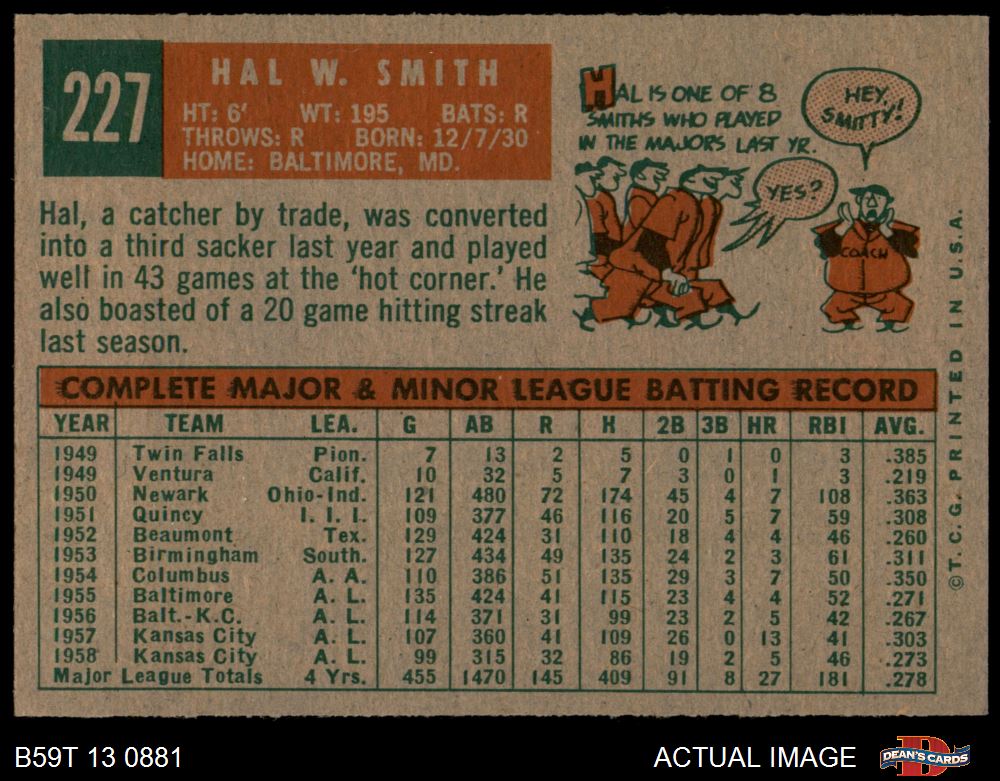 227
HAL W. SMITH
HT: 6' WT: 195 BATS: R
THROWS: R BORN: 12/7/30
HOME: BALTIMORE, MD.
HAL IS ONE OF 8
SMITHS WHO PLAYED
IN THE MAJORS LAST YR.
HEY,
SMITTY!
YES?
COACH
Hal, a catcher by trade, was converted
into a third sacker last year and played
well in 43 games at the 'hot corner.' He
also boasted of a 20 game hitting streak
last season.
COMPLETE MAJOR & MINOR LEAGUE BATTING RECORD
YEAR TEAM LEA. G AB R H 2B 3B HR RBI AVG.
1949 Twin Falls Pion. 7 13 2 5 0 1 0 3 .385
1949 Ventura Calif. 10 32 5 7 3 0 1 3 .219
1950 Newark Ohio-Ind. 121 480 72 174 45 4 7 108 .363
1951 Quincy I. I. I. 109 377 46 116 20 5 7 59 .308
1952 Beaumont Tex. 129 424 31 110 18 4 4 46 .260
1953 Birmingham South. 127 434 49 135 24 2 3 61 .311
1954 Columbus A. A. 110 386 51 135 29 3 7 50 .350
1955 Baltimore A. L. 135 424 41 115 23 4 4 52 .271
1956 Balt.-K.C. A. L. 114 371 31 99 23 2 5 42 .267
1957 Kansas City A. L. 107 360 41 109 26 0 13 41 .303
1958 Kansas City A. L. 99 315 32 86 19 2 5 46 .273
Major League Totals 4 Yrs. 455 1470 145 409 91 8 27 181 .278
©T. C. G. PRINTED IN U.S.A.
B59T 13 0881
ACTUAL IMAGE
D
DEAN'S CARDS